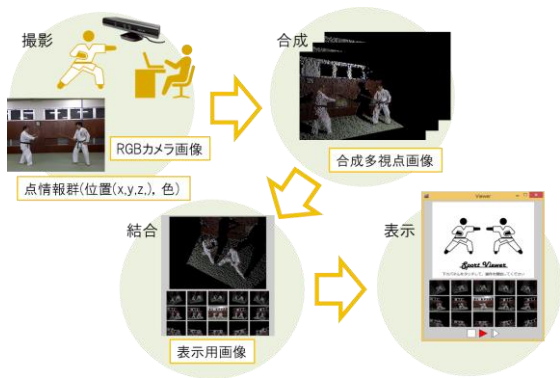 撮影
RGBカメラ画像
点情報群(位置(x,y,z,), 色)
合成
合成多視点画像
結合
表示用画像
表示
Viewer
Sport Viewer